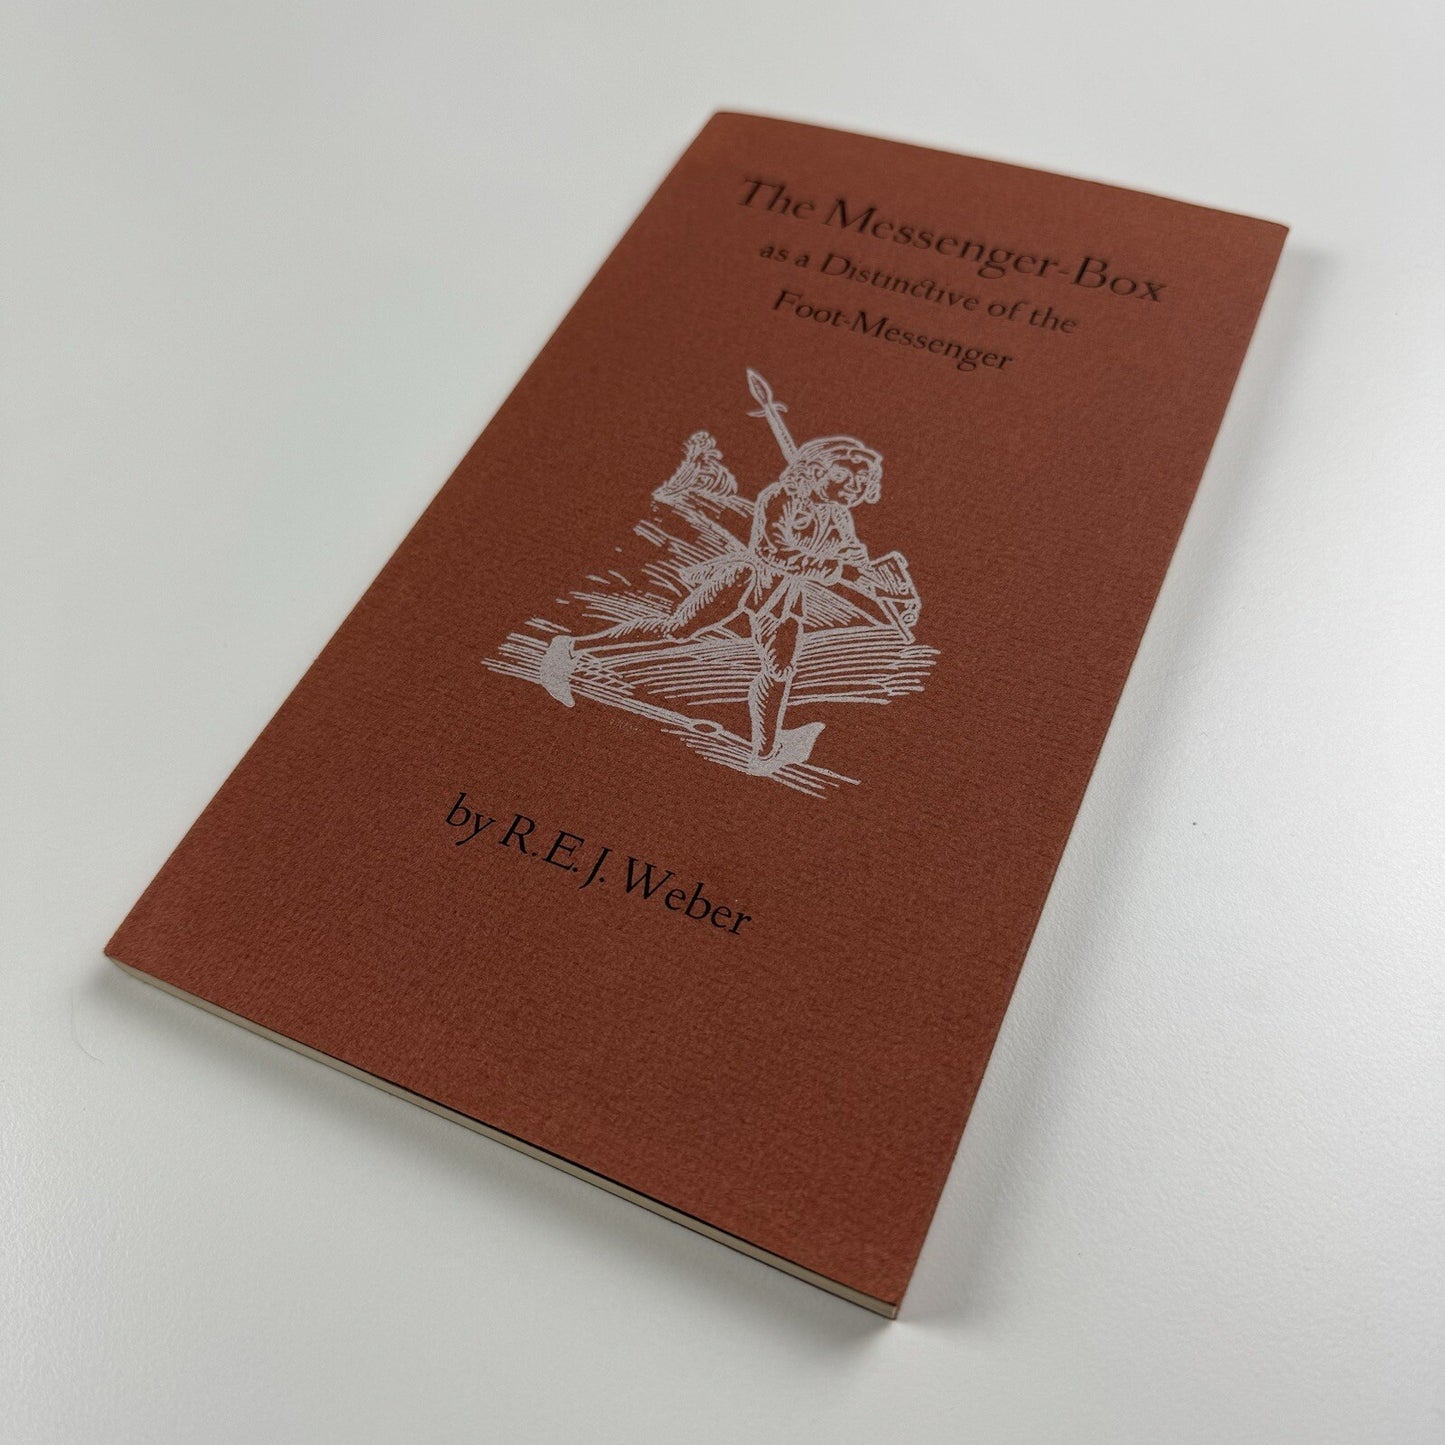 The Messenger-Box
as a Distinctive of the
Foot-Messenger
by R.E.J. Weber